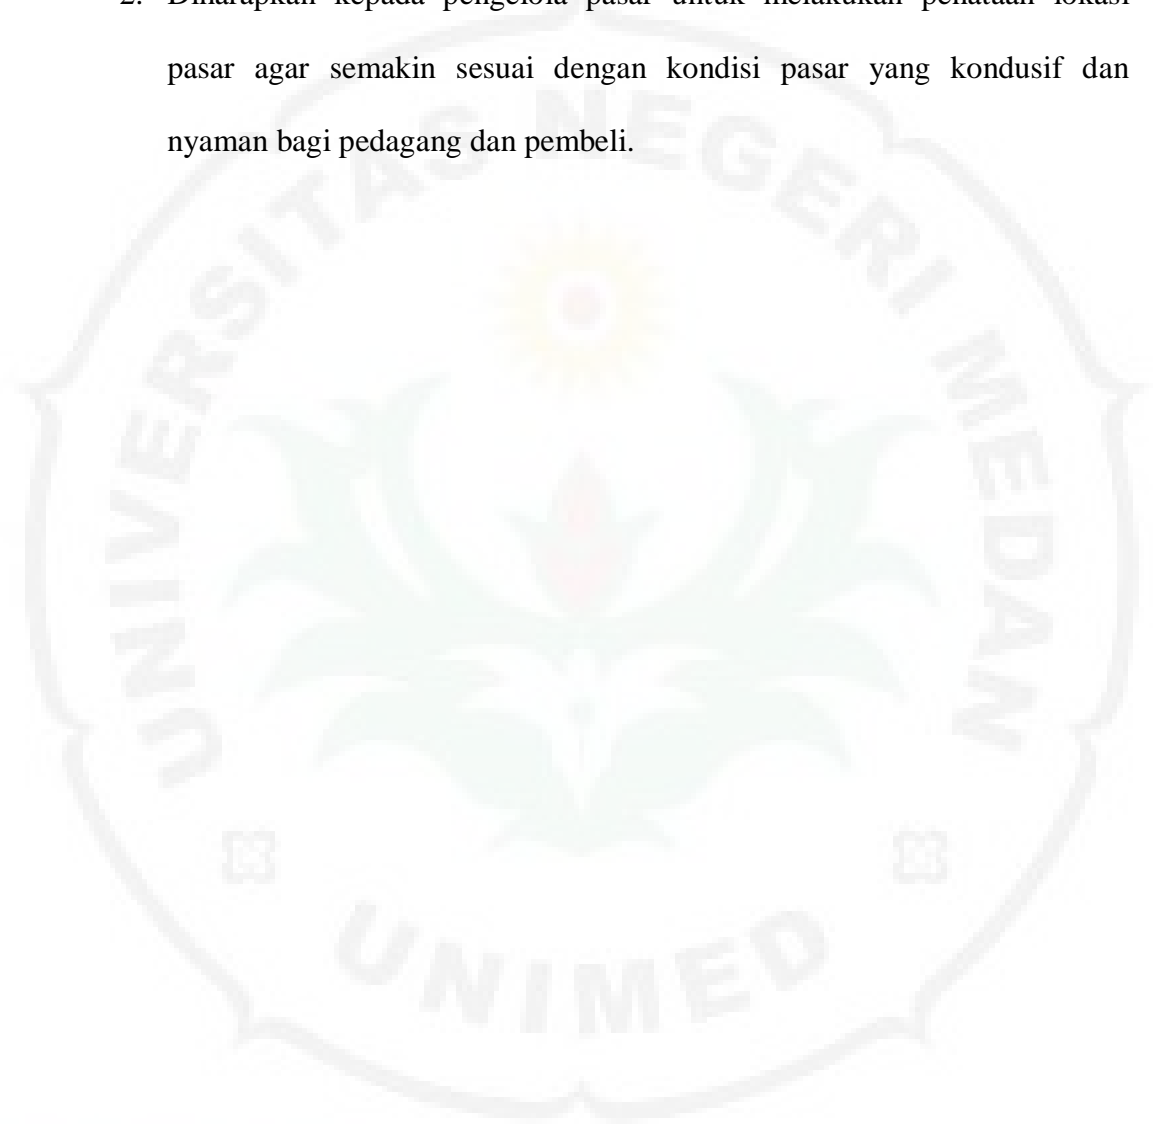 2. Diharapkan kepada pengelola pasar untuk melakukan penataan lokasi
pasar agar semakin sesuai dengan kondisi pasar yang kondusif dan
nyaman bagi pedagang dan pembeli.
UNIVERSITAS NEGERI MEDAN
UNIMED